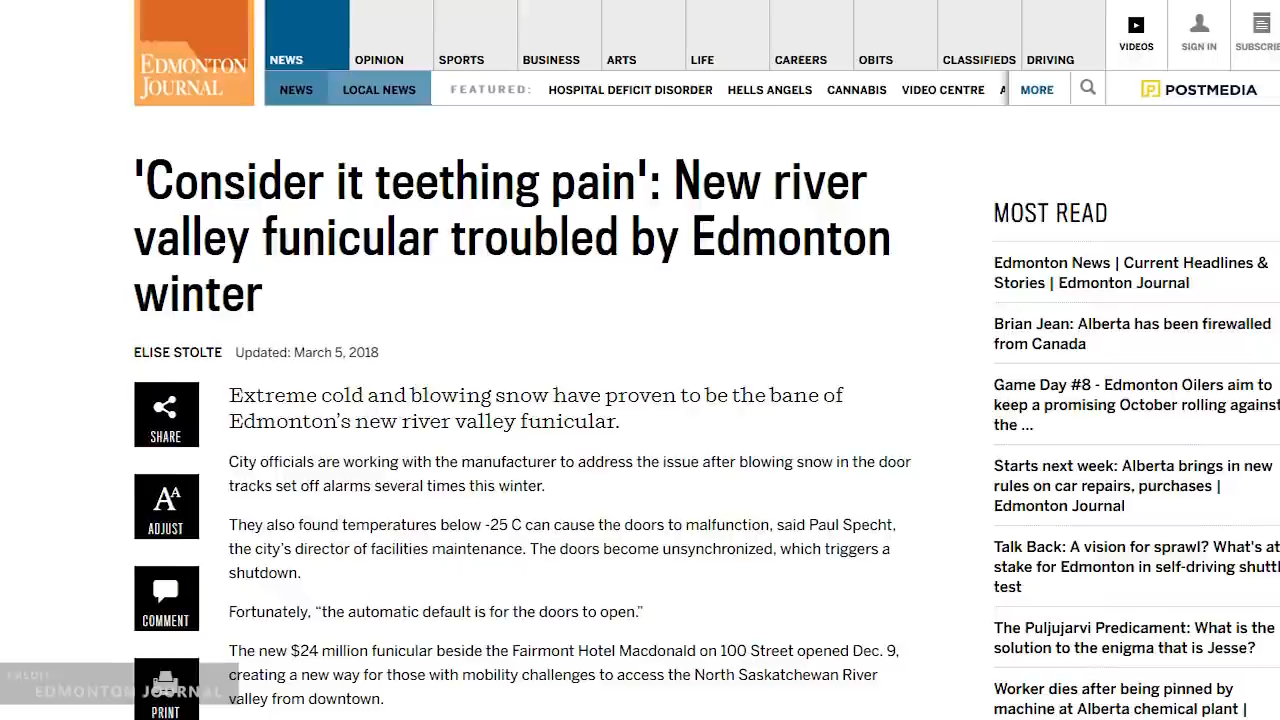 EDMONTON
JOURNAL
NEWS
OPINION
SPORTS
BUSINESS
ARTS
LIFE
CAREERS
OBITS
CLASSIFIEDS
DRIVING
VIDEOS
SIGN IN
SUBSCRIB
NEWS
LOCAL NEWS
FEATURED:
HOSPITAL DEFICIT DISORDER
HELLS ANGELS
CANNABIS
VIDEO CENTRE
MORE
POSTMEDIA
'Consider it teething pain': New river
valley funicular troubled by Edmonton
winter
ELISE STOLTE Updated: March 5, 2018
SHARE
ADJUST
COMMENT
PRINT
Extreme cold and blowing snow have proven to be the bane of
Edmonton’s new river valley funicular.
City officials are working with the manufacturer to address the issue after blowing snow in the door
tracks set off alarms several times this winter.
They also found temperatures below -25 C can cause the doors to malfunction, said Paul Specht,
the city’s director of facilities maintenance. The doors become unsynchronized, which triggers a
shutdown.
Fortunately, “the automatic default is for the doors to open.”
The new $24 million funicular beside the Fairmont Hotel Macdonald on 100 Street opened Dec. 9,
creating a new way for those with mobility challenges to access the North Saskatchewan River
valley from downtown.
MOST READ
Edmonton News | Current Headlines &
Stories | Edmonton Journal
Brian Jean: Alberta has been firewalled
from Canada
Game Day #8 - Edmonton Oilers aim to
keep a promising October rolling against
the ...
Starts next week: Alberta brings in new
rules on car repairs, purchases |
Edmonton Journal
Talk Back: A vision for sprawl? What's at
stake for Edmonton in self-driving shuttl
test
The Puljujarvi Predicament: What is the
solution to the enigma that is Jesse?
Worker dies after being pinned by
machine at Alberta chemical plant |
CREDIT
EDMONTON JOURNAL